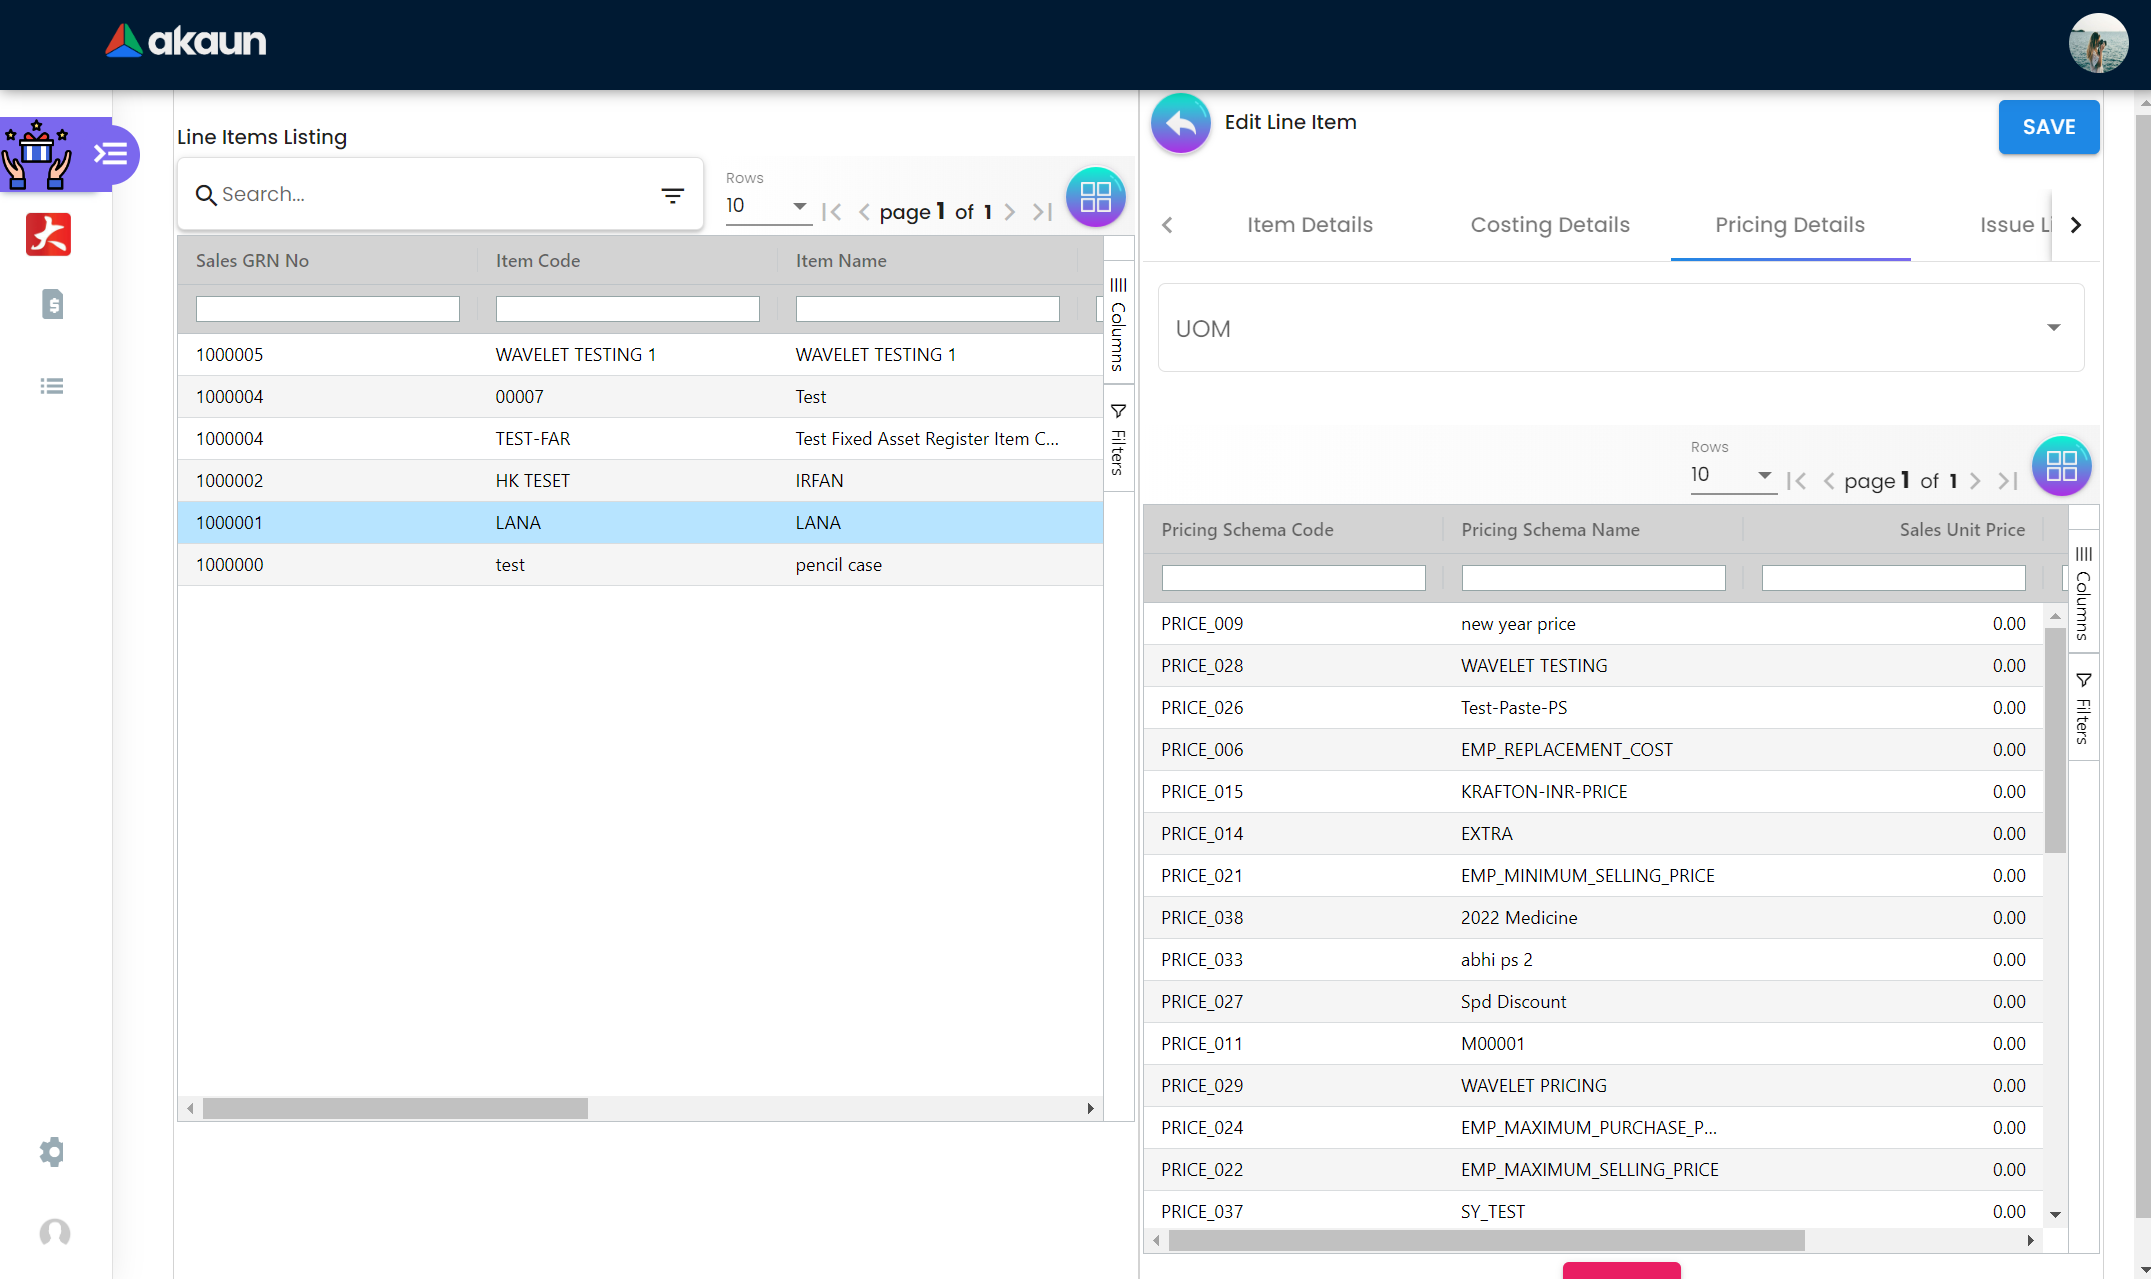 akaun
Line Items Listing
Search...
Rows
10
page 1 of 1
Sales GRN No Item Code Item Name
1000005 WAVELET TESTING 1 WAVELET TESTING 1
1000004 00007 Test
1000004 TEST-FAR Test Fixed Asset Register Item C...
1000002 HK TESET IRFAN
1000001 LANA LANA
1000000 test pencil case
Columns
Filters
Edit Line Item
SAVE
Item Details Costing Details Pricing Details Issue Li
UOM
Rows
10
page 1 of 1
Pricing Schema Code Pricing Schema Name Sales Unit Price
PRICE_009 new year price 0.00
PRICE_028 WAVELET TESTING 0.00
PRICE_026 Test-Paste-PS 0.00
PRICE_006 EMP_REPLACEMENT_COST 0.00
PRICE_015 KRAFTON-INR-PRICE 0.00
PRICE_014 EXTRA 0.00
PRICE_021 EMP_MINIMUM_SELLING_PRICE 0.00
PRICE_038 2022 Medicine 0.00
PRICE_033 abhi ps 2 0.00
PRICE_027 Spd Discount 0.00
PRICE_011 M00001 0.00
PRICE_029 WAVELET PRICING 0.00
PRICE_024 EMP_MAXIMUM_PURCHASE_P... 0.00
PRICE_022 EMP_MAXIMUM_SELLING_PRICE 0.00
PRICE_037 SY_TEST 0.00
Columns
Filters